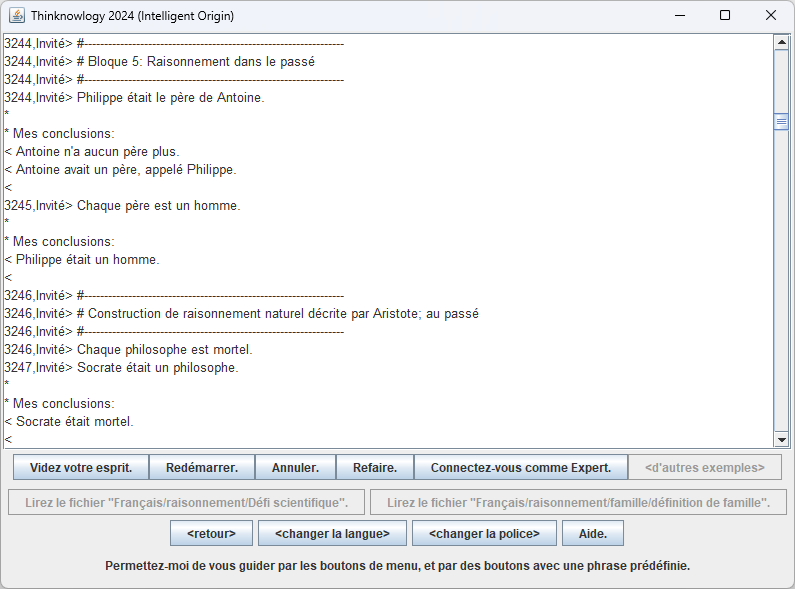 Thinknowlogy 2024 (Intelligent Origin)
3244,Invité> #-----------------------------------------------------------------
3244,Invité> # Bloque 5: Raisonnement dans le passé
3244,Invité> #-----------------------------------------------------------------
3244,Invité> Philippe était le père de Antoine.
*
* Mes conclusions:
< Antoine n'a aucun père plus.
< Antoine avait un père, appelé Philippe.
<
3245,Invité> Chaque père est un homme.
*
* Mes conclusions:
< Philippe était un homme.
<
3246,Invité> #-----------------------------------------------------------------
3246,Invité> # Construction de raisonnement naturel décrite par Aristote; au passé
3246,Invité> #-----------------------------------------------------------------
3246,Invité> Chaque philosophe est mortel.
3247,Invité> Socrate était un philosophe.
*
* Mes conclusions:
< Socrate était mortel.
<
Videz votre esprit. Redémarrer. Annuler. Refaire. Connectez-vous comme Expert. <d'autres exemples>
Lirez le fichier "Français/raisonnement/Défi scientifique". Lirez le fichier "Français/raisonnement/famille/définition de famille".
<retour> <changer la langue> <changer la police> Aide.
Permettez-moi de vous guider par les boutons de menu, et par des boutons avec une phrase prédéfinie.